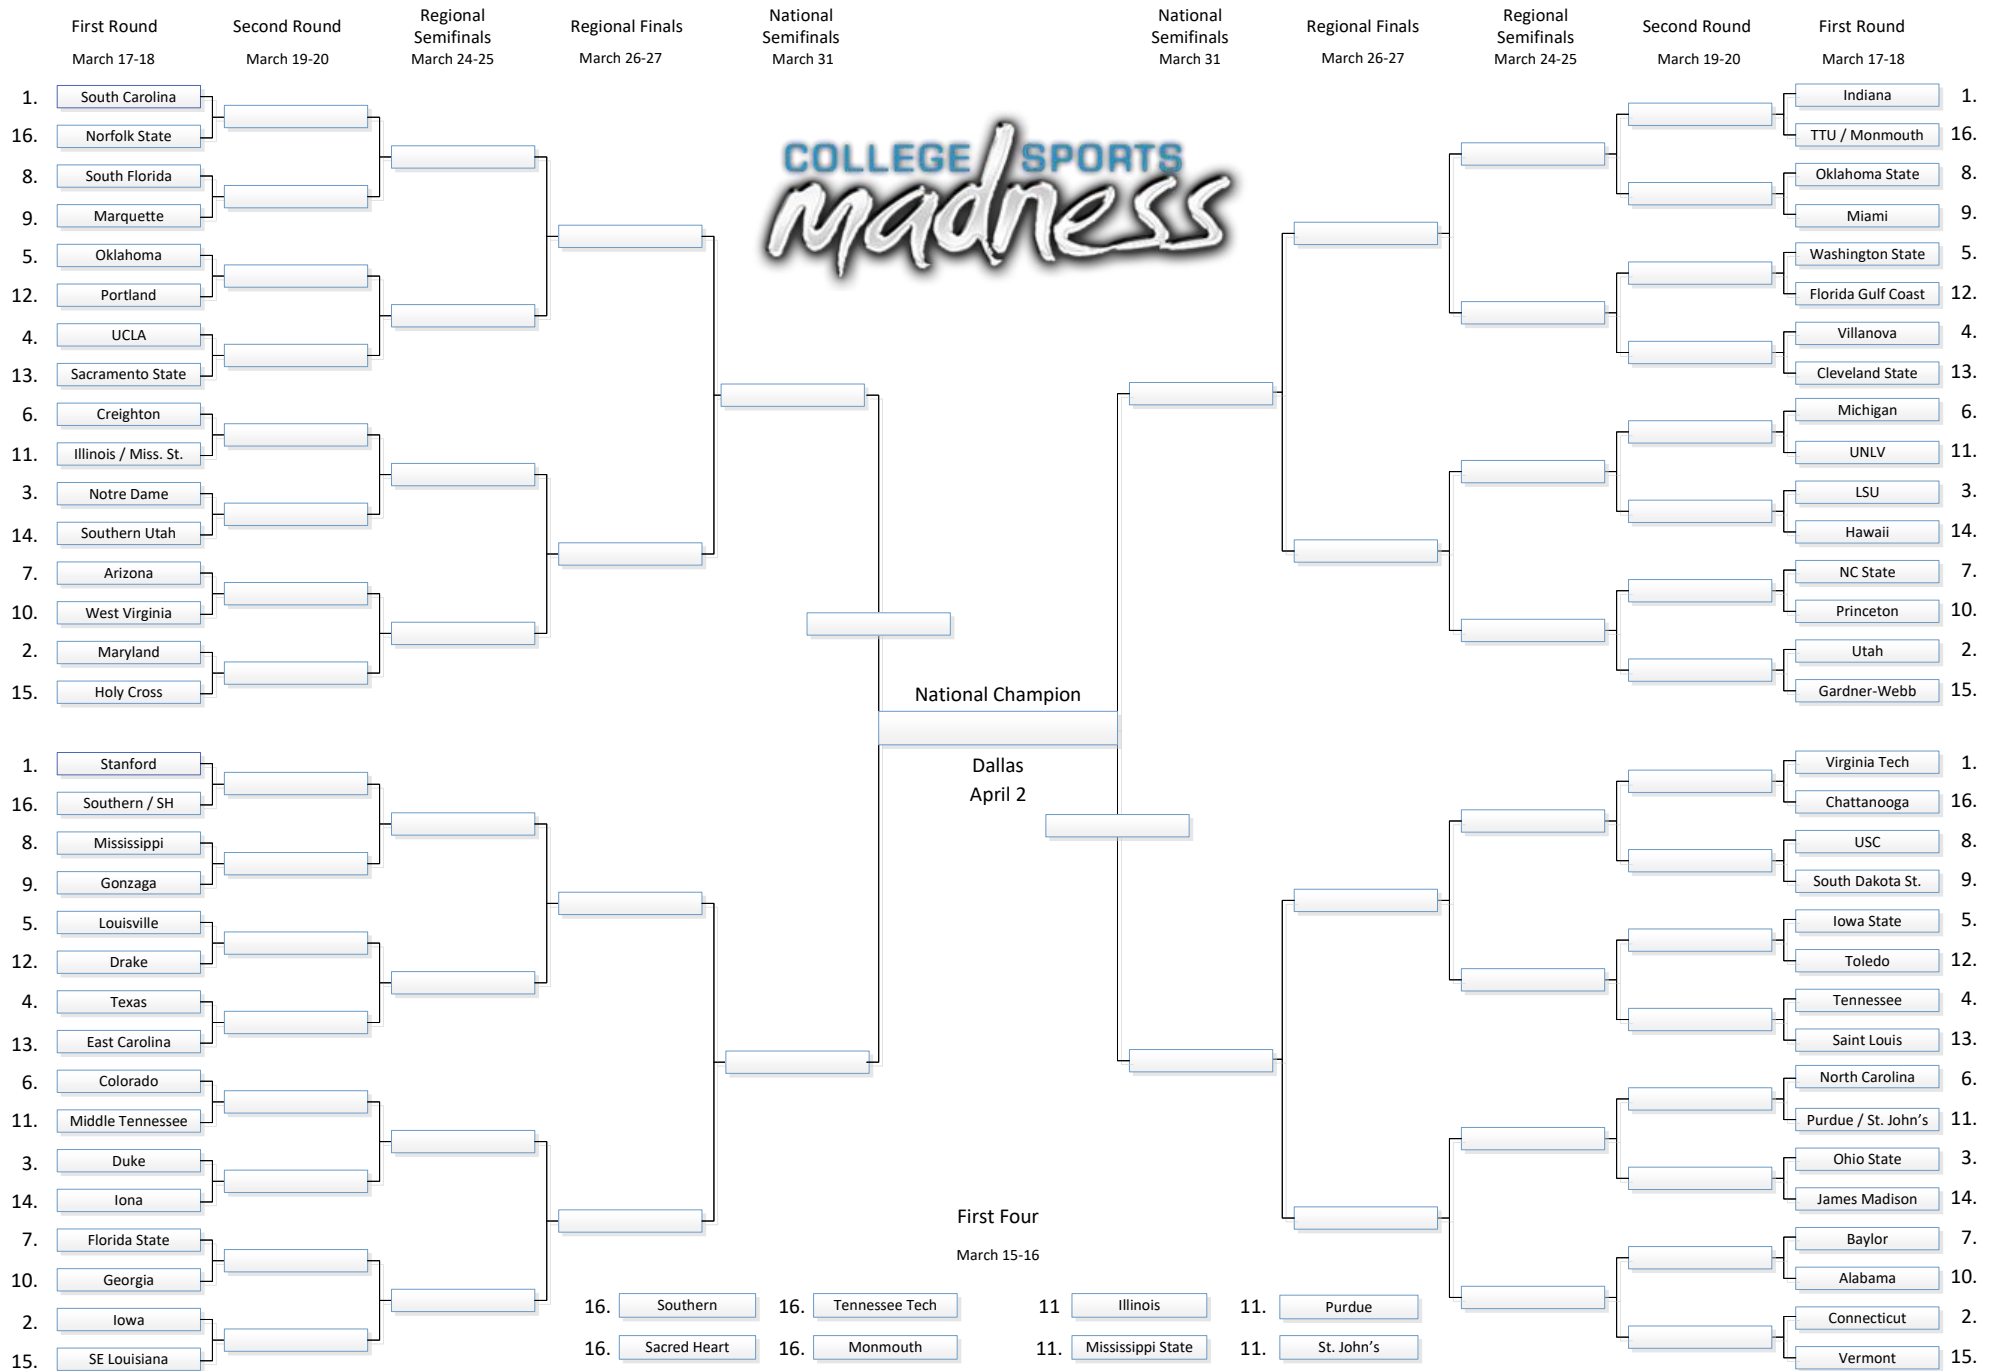 First Round
March 17-18
Second Round
March 19-20
Regional
Semifinals
March 24-25
Regional Finals
March 26-27
National
Semifinals
March 31
National
Semifinals
March 31
Regional Finals
March 26-27
Regional
Semifinals
March 24-25
Second Round
March 19-20
First Round
March 17-18
COLLEGE SPORTS
madness
1. South Carolina
16. Norfolk State
8. South Florida
9. Marquette
5. Oklahoma
12. Portland
4. UCLA
13. Sacramento State
6. Creighton
11. Illinois / Miss. St.
3. Notre Dame
14. Southern Utah
7. Arizona
10. West Virginia
2. Maryland
15. Holy Cross
1. Stanford
16. Southern / SH
8. Mississippi
9. Gonzaga
5. Louisville
12. Drake
4. Texas
13. East Carolina
6. Colorado
11. Middle Tennessee
3. Duke
14. Iona
7. Florida State
10. Georgia
2. Iowa
15. SE Louisiana
National Champion
Dallas
April 2
Indiana 1.
TTU / Monmouth 16.
Oklahoma State 8.
Miami 9.
Washington State 5.
Florida Gulf Coast 12.
Villanova 4.
Cleveland State 13.
Michigan 6.
UNLV 11.
LSU 3.
Hawaii 14.
NC State 7.
Princeton 10.
Utah 2.
Gardner-Webb 15.
Virginia Tech 1.
Chattanooga 16.
USC 8.
South Dakota St. 9.
Iowa State 5.
Toledo 12.
Tennessee 4.
Saint Louis 13.
North Carolina 6.
Purdue / St. John's 11.
Ohio State 3.
James Madison 14.
Baylor 7.
Alabama 10.
Connecticut 2.
Vermont 15.
First Four
March 15-16
16. Southern
16. Sacred Heart
16. Tennessee Tech
16. Monmouth
11 Illinois
11. Mississippi State
11. Purdue
11. St. John's